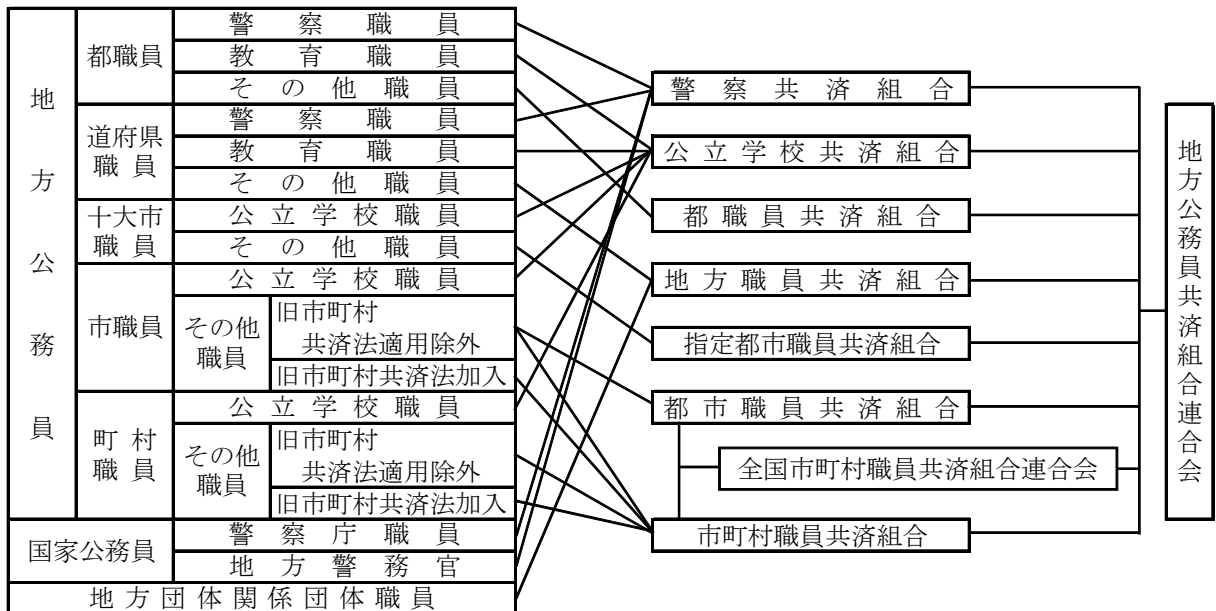 地方公務員
都職員
警察職員
教育職員
その他職員
道府県
職員
警察職員
教育職員
その他職員
十大市
職員
公立学校職員
その他職員
市職員
公立学校職員
その他
職員
旧市町村
共済法適用除外
旧市町村共済法加入
町村
職員
公立学校職員
その他
職員
旧市町村
共済法適用除外
旧市町村共済法加入
国家公務員
警察庁職員
地方警務官
地方団体関係団体職員
警察共済組合
公立学校共済組合
都職員共済組合
地方職員共済組合
指定都市職員共済組合
都市職員共済組合
全国市町村職員共済組合連合会
市町村職員共済組合
地方公務員共済組合連合会